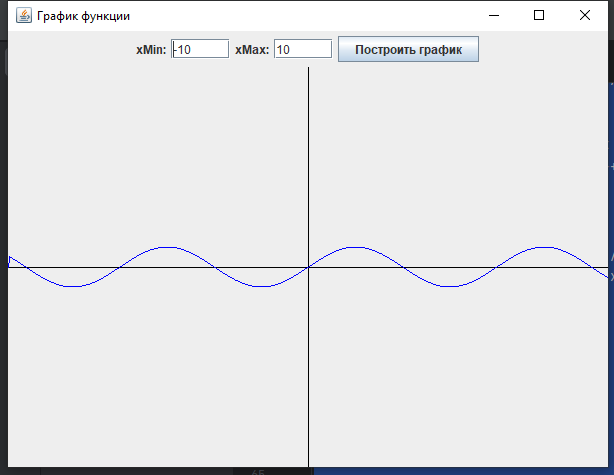 График функции
xMin: -10 xMax: 10 Построить график